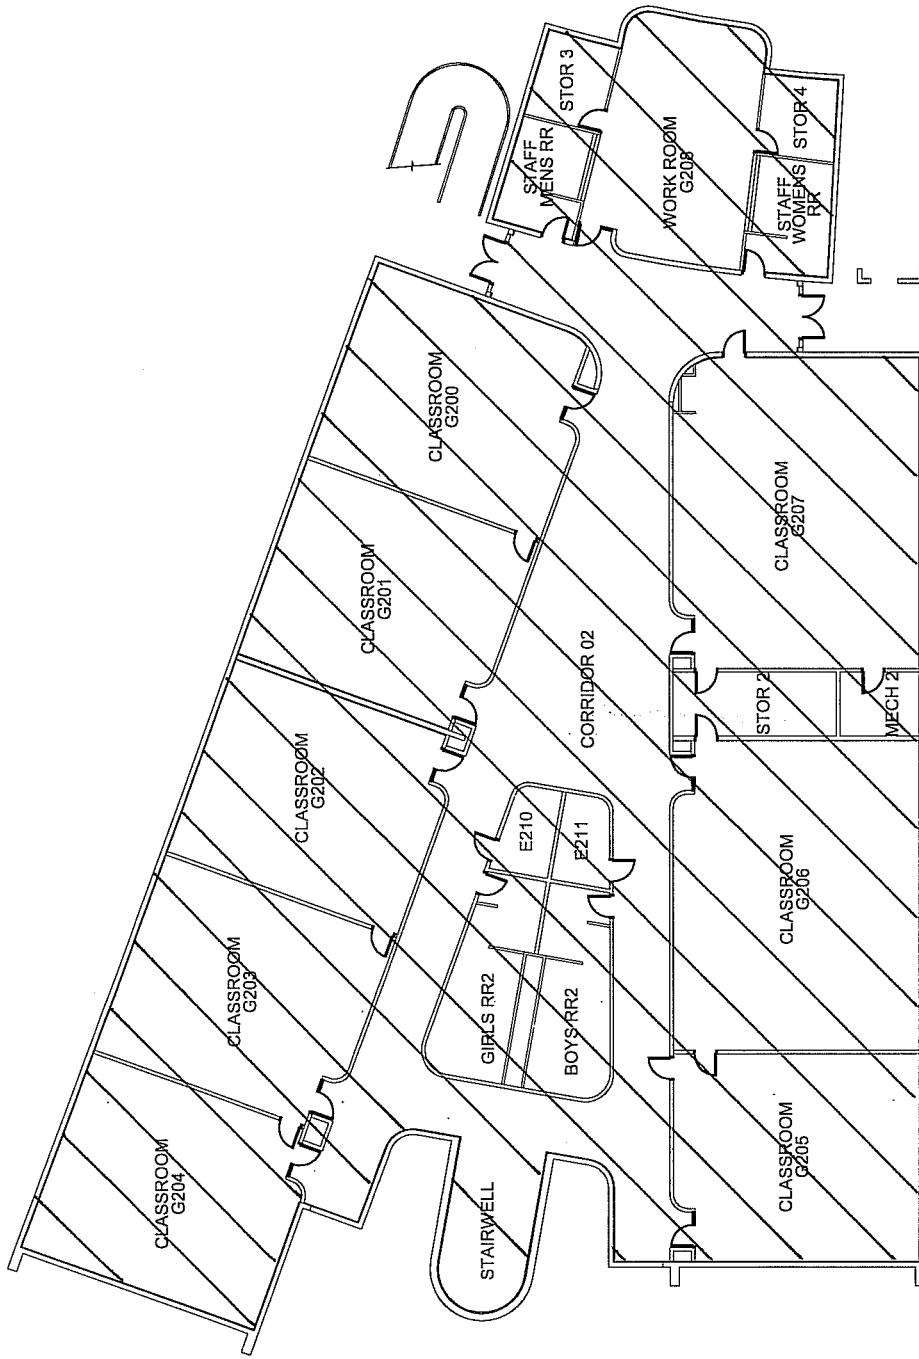 STOR 3
STAFF
MENS RR
WORK ROOM
G208
STOR 4
STAFF
WOMENS
RR
CLASSROOM
G200
CLASSROOM
G201
CLASSROOM
G202
CLASSROOM
G203
CLASSROOM
G204
CORRIDOR 02
E210
E211
GIRLS RR2
BOYS RR2
STAIRWELL
CLASSROOM
G207
STOR 2
MECH 2
CLASSROOM
G206
CLASSROOM
G205